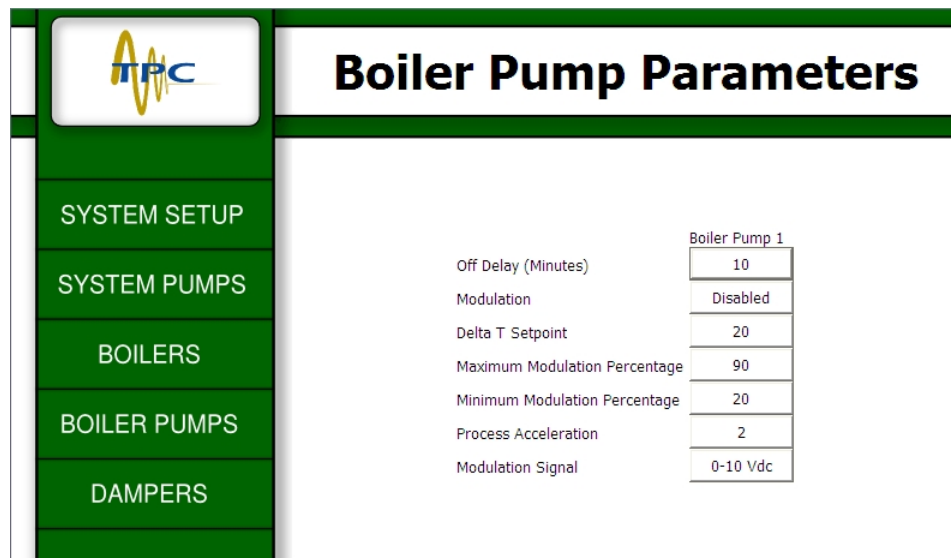 TPC
Boiler Pump Parameters
SYSTEM SETUP
SYSTEM PUMPS
BOILERS
BOILER PUMPS
DAMPERS
Boiler Pump 1
Off Delay (Minutes) 10
Modulation Disabled
Delta T Setpoint 20
Maximum Modulation Percentage 90
Minimum Modulation Percentage 20
Process Acceleration 2
Modulation Signal 0-10 Vdc